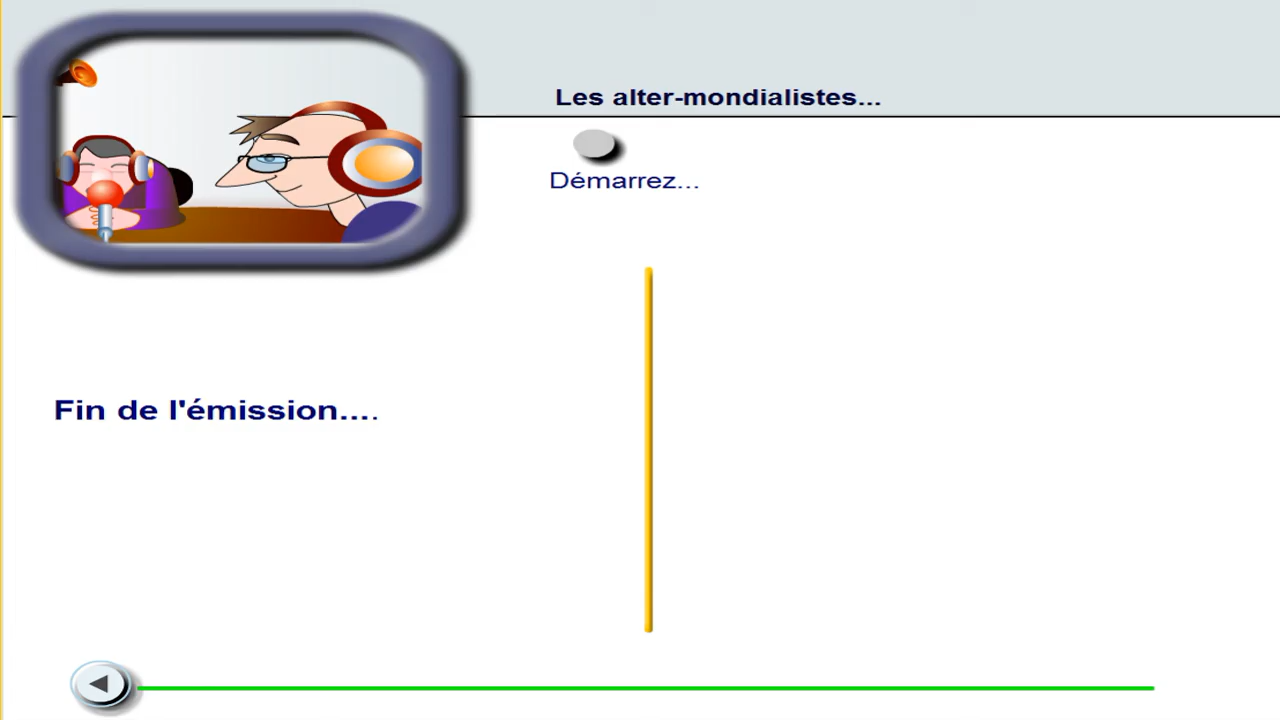 Les alter-mondialistes...
Démarrez...
Fin de l'émission....